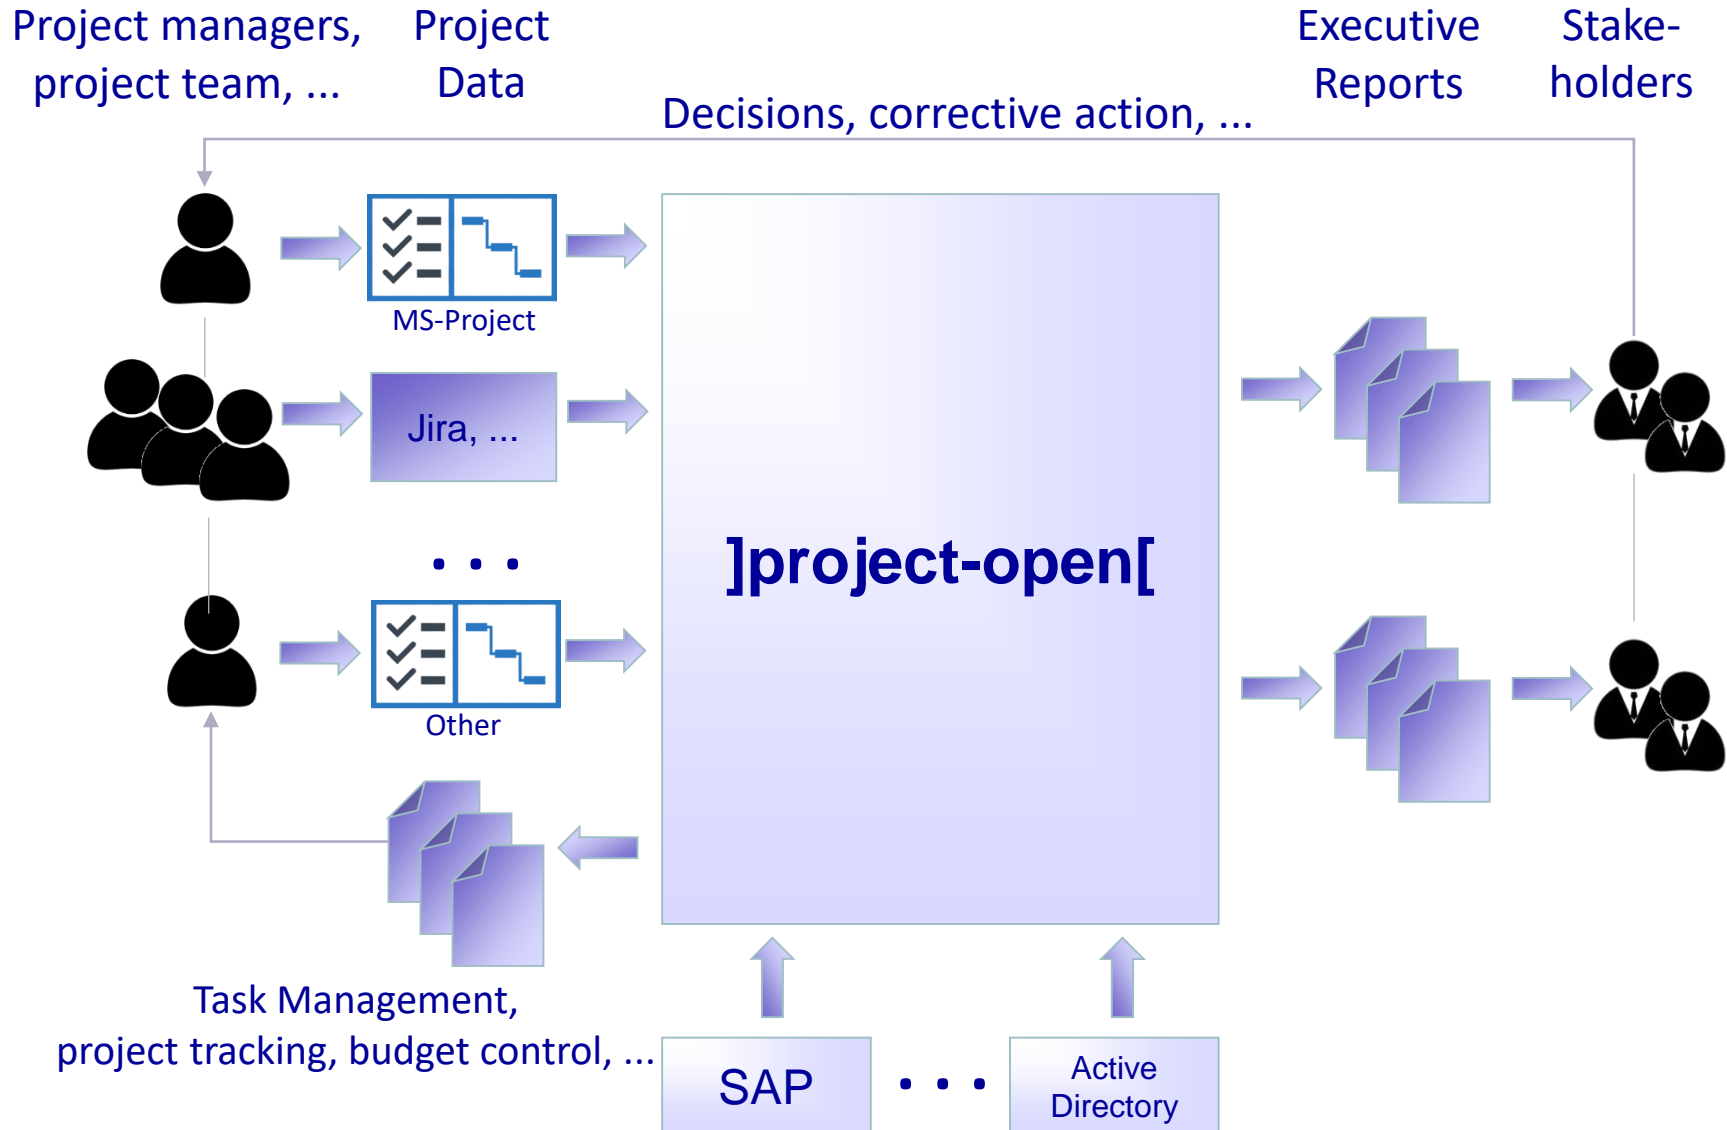 Project managers,
project team, ...
Project
Data
Executive
Reports
Stake-
holders
Decisions, corrective action, ...
MS-Project
Jira, ...
. . .
]project-open[
Other
Task Management,
project tracking, budget control, ...
SAP
. . .
Active
Directory